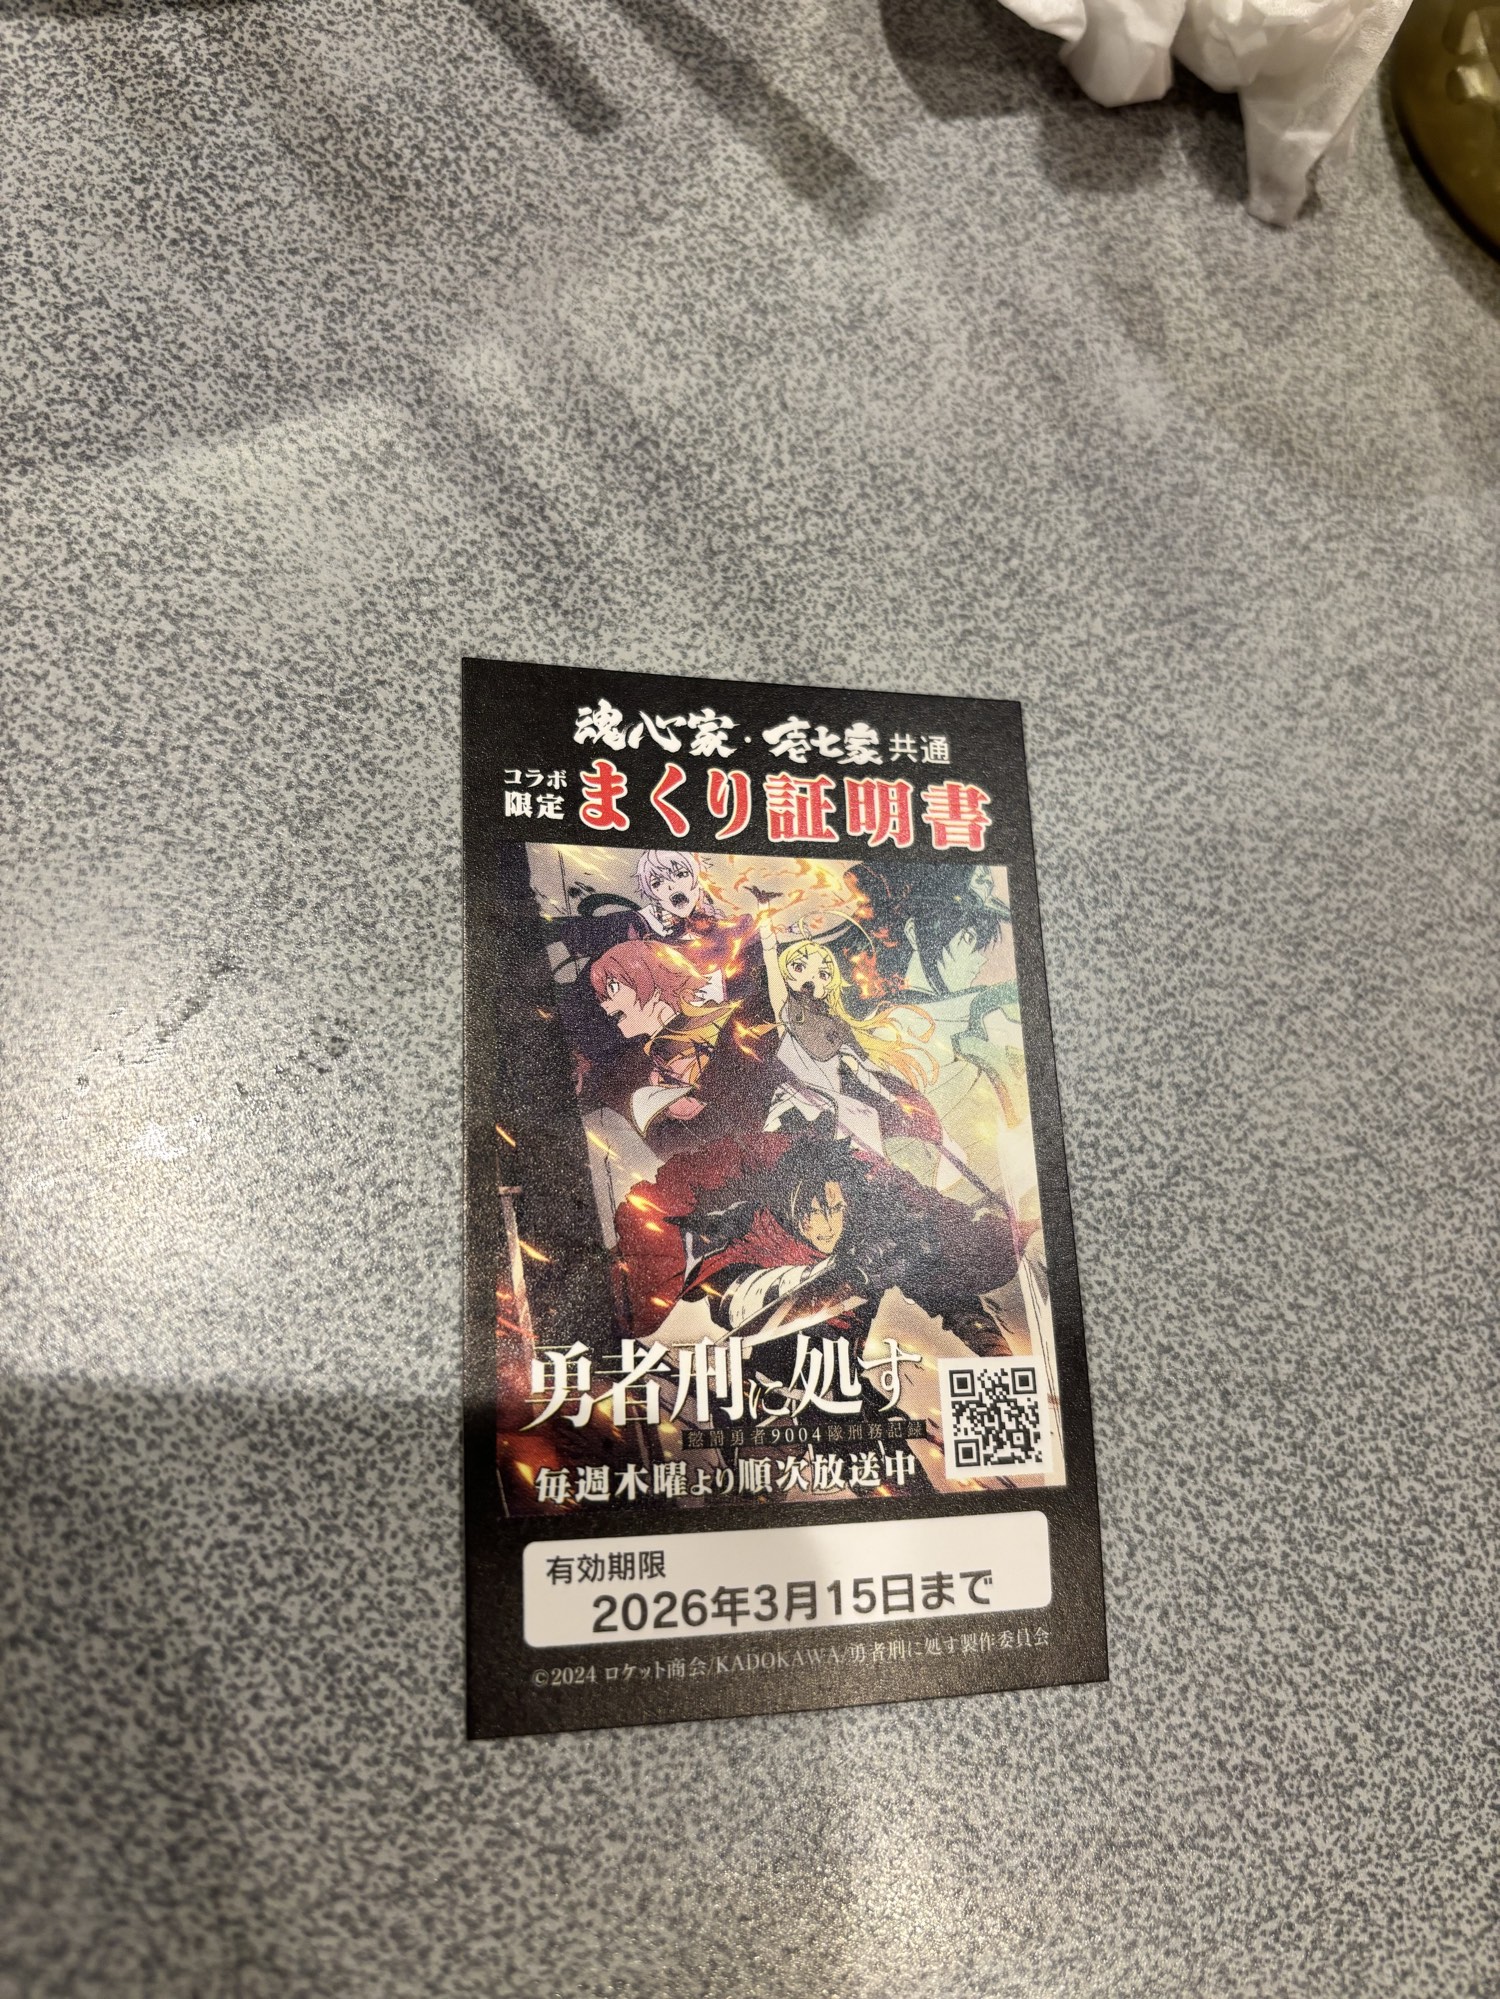 魂心家・壱七家 共通
コラボ限定 まくり証明書
勇者刑に処す
懲罰勇者9004隊刑務記録
毎週木曜より順次放送中
有効期限
2026年3月15日まで
©2024 ロケット商会/KADOKAWA/勇者刑に処す製作委員会